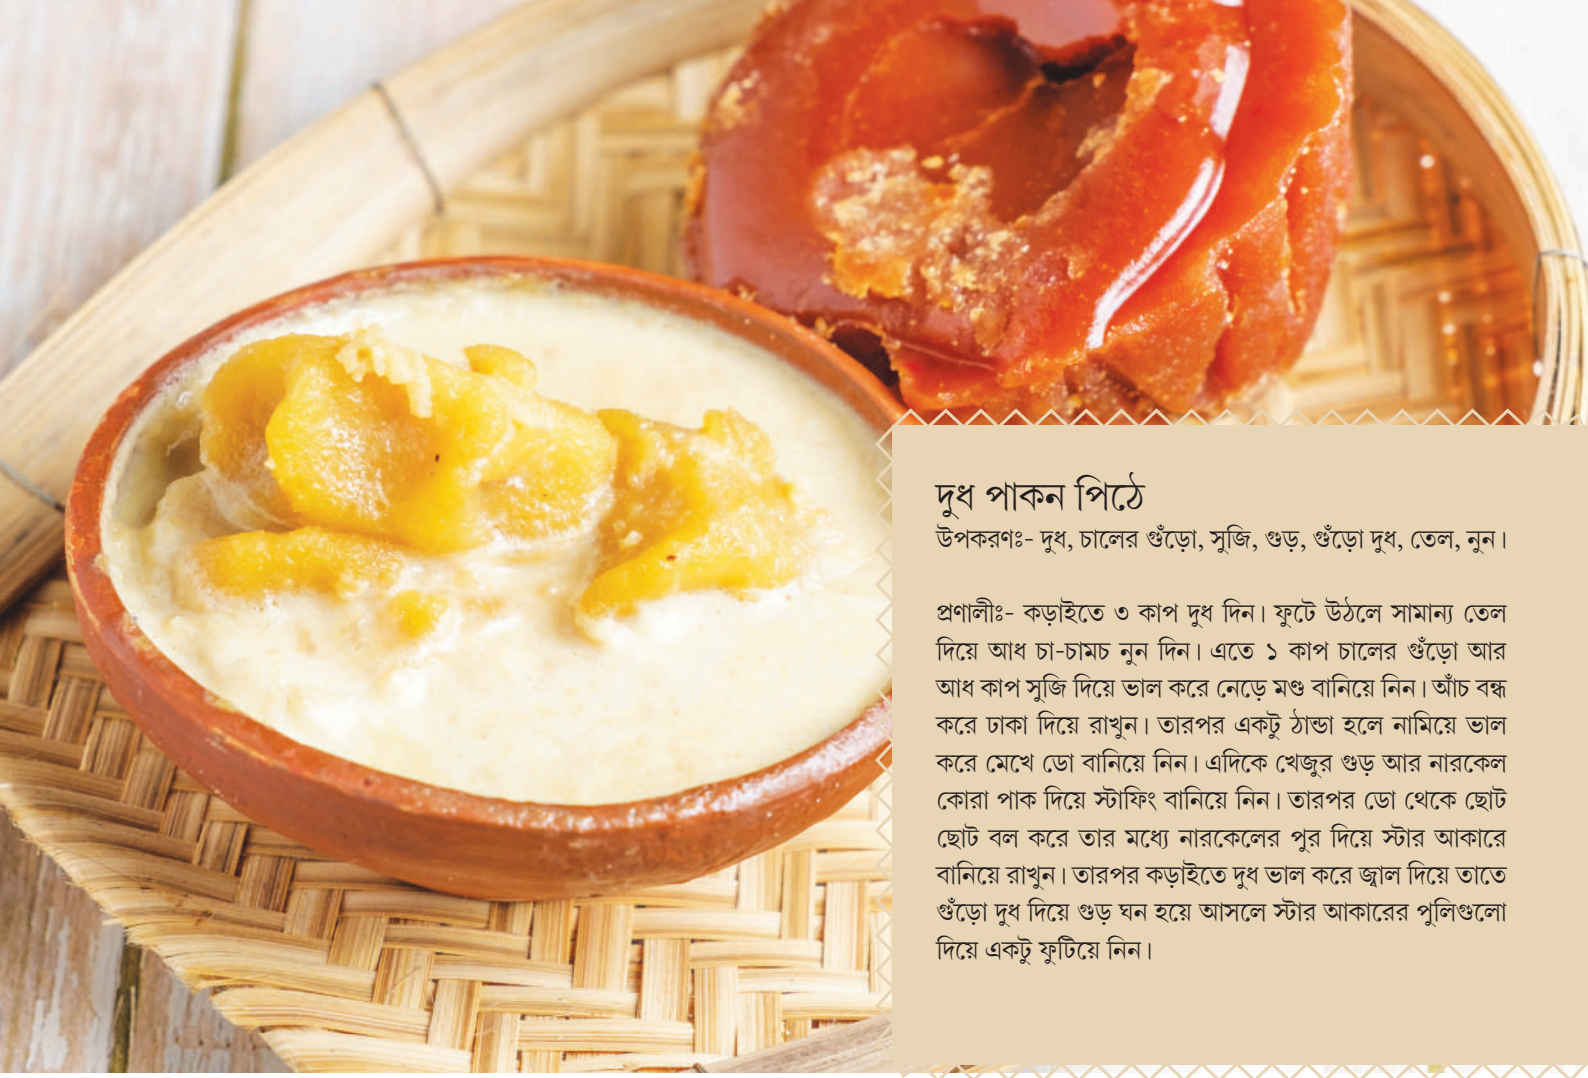 দুধ পাকন পিঠে
উপকরণঃ- দুধ, চালের গুঁড়ো, সুজি, গুড়, গুঁড়ো দুধ, তেল, নুন।
প্রণালীঃ- কড়াইতে ৩ কাপ দুধ দিন। ফুটে উঠলে সামান্য তেল
দিয়ে আধ চা-চামচ নুন দিন। এতে ১ কাপ চালের গুঁড়ো আর
আধ কাপ সুজি দিয়ে ভাল করে নেড়ে মণ্ড বানিয়ে নিন। আঁচ বন্ধ
করে ঢাকা দিয়ে রাখুন। তারপর একটু ঠান্ডা হলে নামিয়ে ভাল
করে মেখে ডো বানিয়ে নিন। এদিকে খেজুর গুড় আর নারকেল
কোরা পাক দিয়ে স্টাফিং বানিয়ে নিন। তারপর ডো থেকে ছোট
ছোট বল করে তার মধ্যে নারকেলের পুর দিয়ে স্টার আকারে
বানিয়ে রাখুন। তারপর কড়াইতে দুধ ভাল করে জ্বাল দিয়ে তাতে
গুঁড়ো দুধ দিয়ে গুড় ঘন হয়ে আসলে স্টার আকারের পুলিগুলো
দিয়ে একটু ফুটিয়ে নিন।